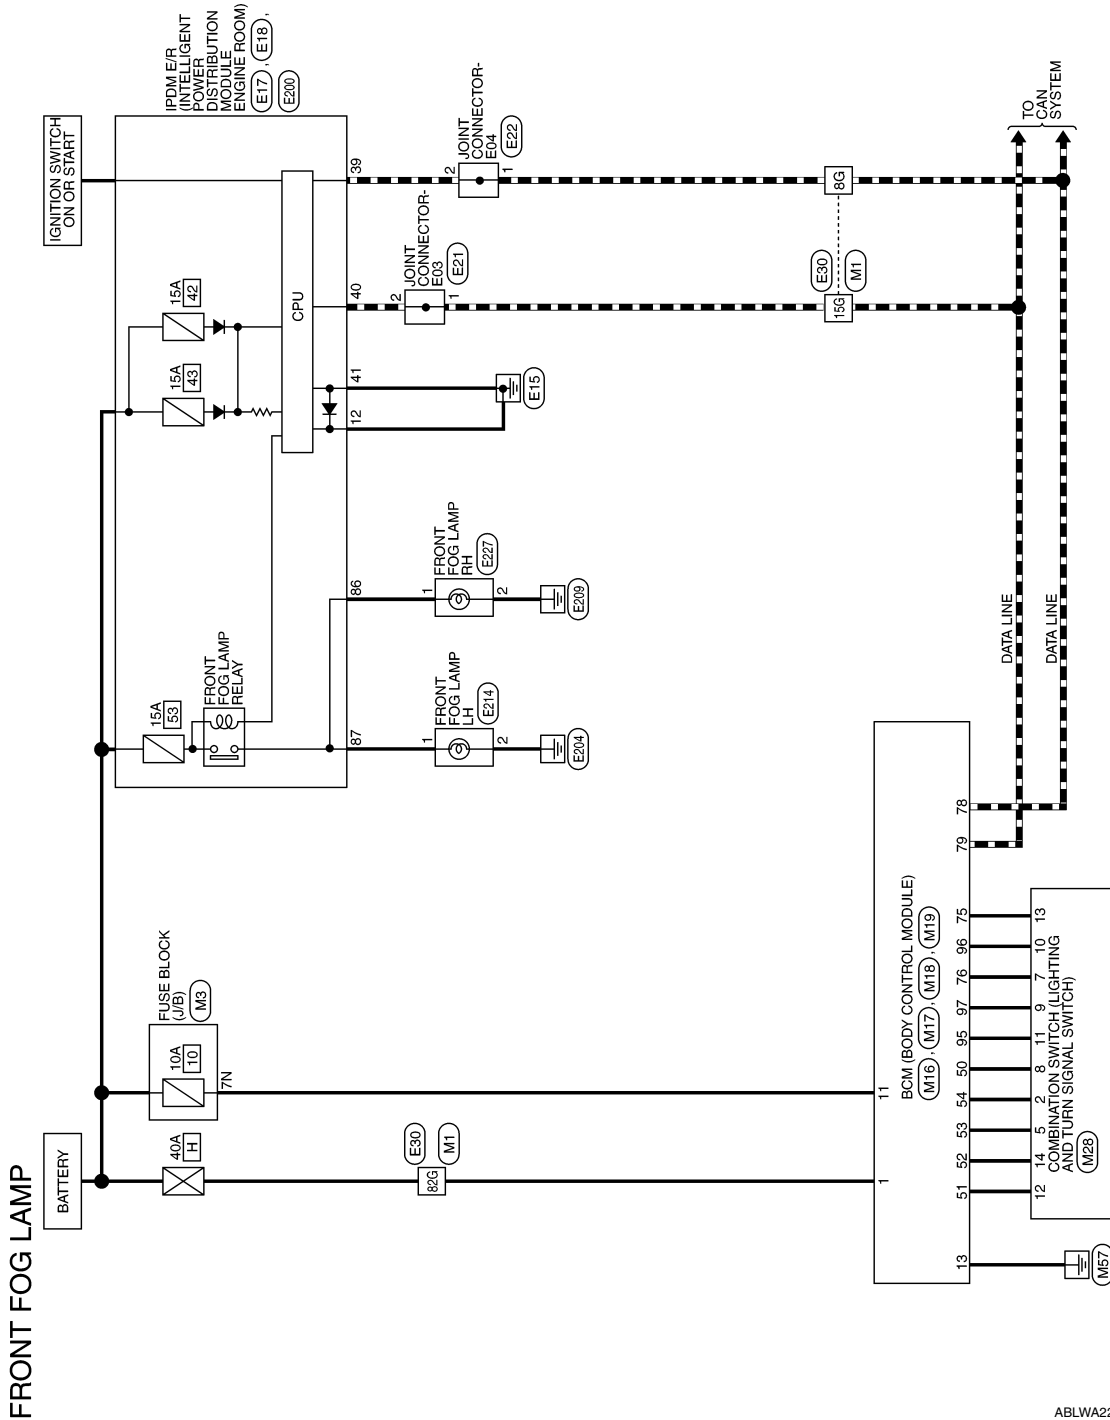 FRONT FOG LAMP
BATTERY
IGNITION SWITCH
ON OR START
40A
H
10A
10
FUSE BLOCK
(J/B)
M3
7N
15A
53
FRONT
FOG LAMP
RELAY
15A
43
15A
42
CPU
IPDM E/R
(INTELLIGENT
POWER
DISTRIBUTION
MODULE
ENGINE ROOM)
E17 , E18 ,
E200
87
86
12
41
40
39
1
FRONT
FOG LAMP
LH
E214
2
E204
1
FRONT
FOG LAMP
RH
E227
2
E209
E15
2
JOINT
CONNECTOR-
E03
E21
1
2
JOINT
CONNECTOR-
E04
E22
1
82G
E30
M1
15G
E30
M1
8G
DATA LINE
DATA LINE
TO
CAN
SYSTEM
1
11
BCM (BODY CONTROL MODULE)
M16 , M17 , M18 , M19
13
51
52
53
54
50
95
97
76
96
75
79
78
12
14
5
2
8
11
9
7
10
13
COMBINATION SWITCH (LIGHTING
AND TURN SIGNAL SWITCH)
M28
M57
ABLWA22